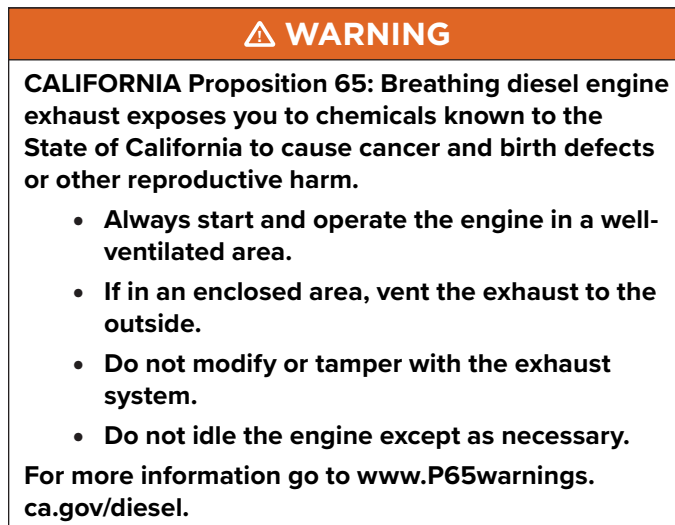 ⚠ WARNING
CALIFORNIA Proposition 65: Breathing diesel engine
exhaust exposes you to chemicals known to the
State of California to cause cancer and birth defects
or other reproductive harm.
• Always start and operate the engine in a well-
ventilated area.
• If in an enclosed area, vent the exhaust to the
outside.
• Do not modify or tamper with the exhaust
system.
• Do not idle the engine except as necessary.
For more information go to www.P65warnings.
ca.gov/diesel.